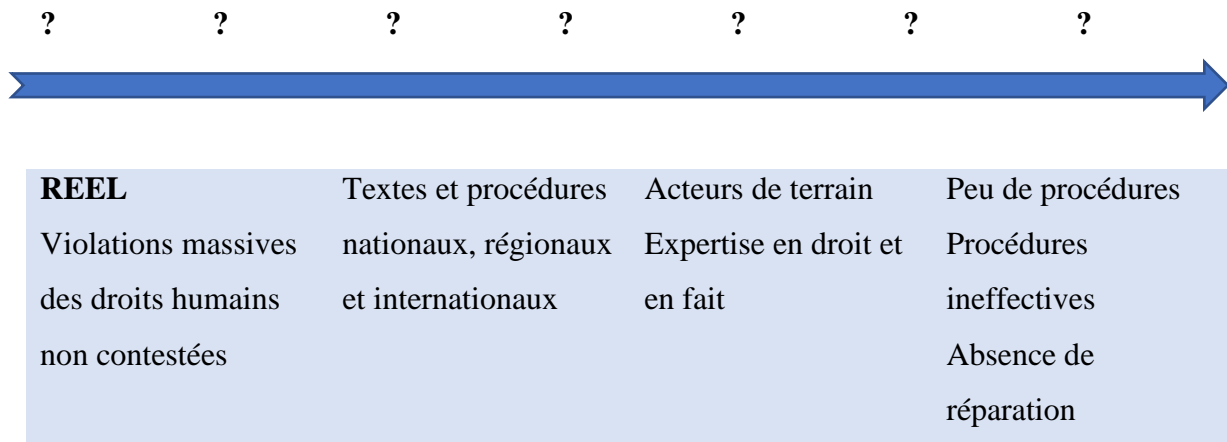 ? ? ? ? ? ? ?
REEL
Violations massives
des droits humains
non contestées
Textes et procédures
nationaux, régionaux
et internationaux
Acteurs de terrain
Expertise en droit et
en fait
Peu de procédures
Procédures
ineffectives
Absence de
réparation